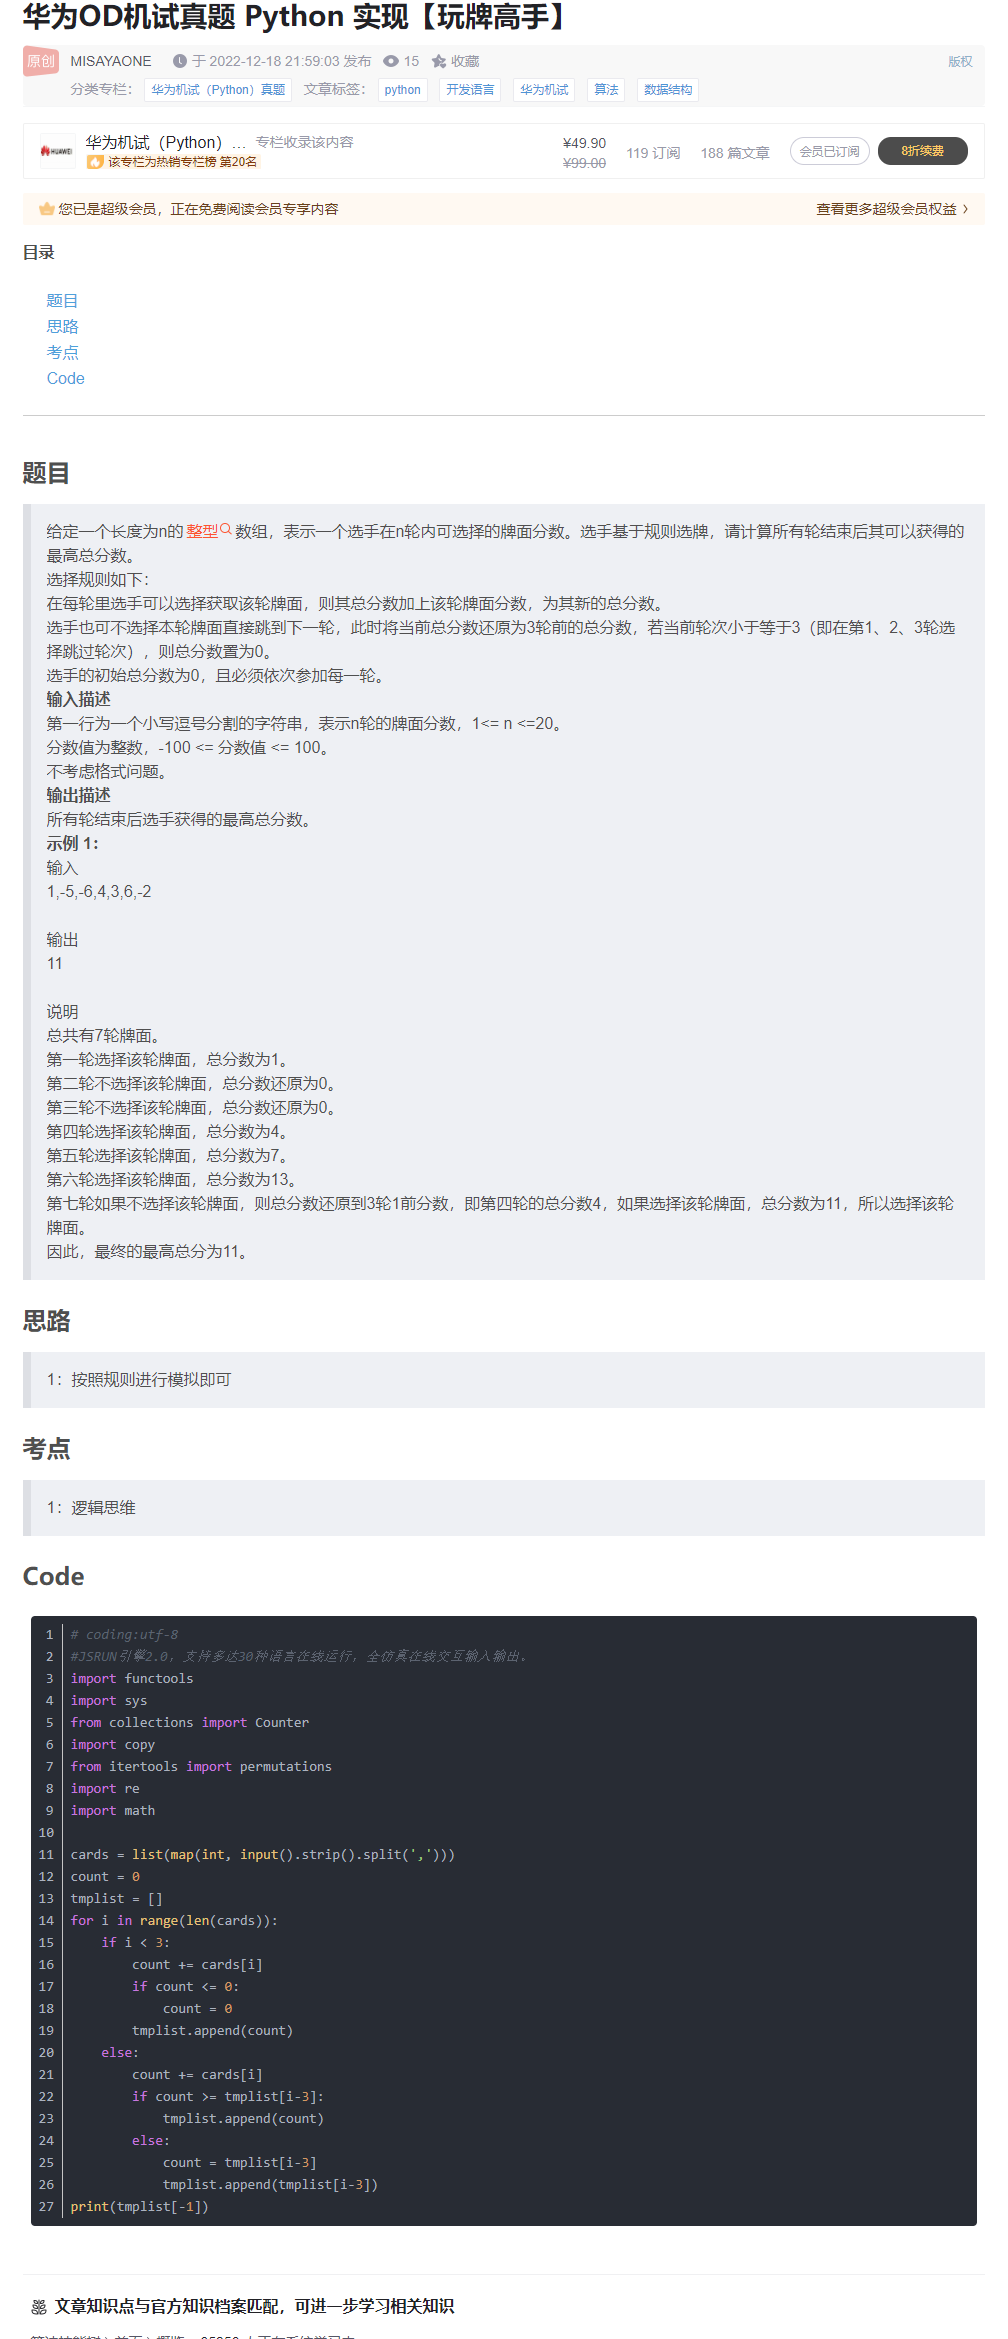 华为OD机试真题 Python 实现【玩牌高手】
原创 MISAYAONE 于 2022-12-18 21:59:03 发布 15 收藏 版权
分类专栏： 华为机试（Python）真题 文章标签： python 开发语言 华为机试 算法 数据结构
HUAWEI 华为机试（Python）... 专栏收录该内容 ¥49.90 119 订阅 188 篇文章 会员已订阅 8折续费
该专栏为热销专栏榜 第20名 ¥99.00
您已是超级会员，正在免费阅读会员专享内容 查看更多超级会员权益
目录
题目
思路
考点
Code
题目
给定一个长度为n的 整型 数组，表示一个选手在n轮内可选择的牌面分数。选手基于规则选牌，请计算所有轮结束后其可以获得的
最高总分数。
选择规则如下：
在每轮里选手可以选择获取该轮牌面，则其总分数加上该轮牌面分数，为其新的总分数。
选手也可不选择本轮牌面直接跳到下一轮，此时将当前总分数还原为3轮前的总分数，若当前轮次小于等于3（即在第1、2、3轮选
择跳过轮次），则总分数置为0。
选手的初始总分数为0，且必须依次参加每一轮。
输入描述
第一行为一个小写逗号分割的字符串，表示n轮的牌面分数，1<= n <=20。
分数值为整数，-100 <= 分数值 <= 100。
不考虑格式问题。
输出描述
所有轮结束后选手获得的最高总分数。
示例 1：
输入
1,-5,-6,4,3,6,-2
输出
11
说明
总共有7轮牌面。
第一轮选择该轮牌面，总分数为1。
第二轮不选择该轮牌面，总分数还原为0。
第三轮不选择该轮牌面，总分数还原为0。
第四轮选择该轮牌面，总分数为4。
第五轮选择该轮牌面，总分数为7。
第六轮选择该轮牌面，总分数为13。
第七轮如果不选择该轮牌面，则总分数还原到3轮1前分数，即第四轮的总分数4，如果选择该轮牌面，总分数为11，所以选择该轮
牌面。
因此，最终的最高总分为11。
思路
1：按照规则进行模拟即可
考点
1：逻辑思维
Code
1 # coding:utf-8
2 #JSRUN引擎2.0，支持多达30种语言在线运行，全仿真在线交互输入输出。
3 import functools
4 import sys
5 from collections import Counter
6 import copy
7 from itertools import permutations
8 import re
9 import math
10
11 cards = list(map(int, input().strip().split(',')))
12 count = 0
13 tmplist = []
14 for i in range(len(cards)):
15     if i < 3:
16         count += cards[i]
17         if count <= 0:
18             count = 0
19         tmplist.append(count)
20     else:
21         count += cards[i]
22         if count >= tmplist[i-3]:
23             tmplist.append(count)
24         else:
25             count = tmplist[i-3]
26             tmplist.append(tmplist[i-3])
27 print(tmplist[-1])
文章知识点与官方知识档案匹配，可进一步学习相关知识